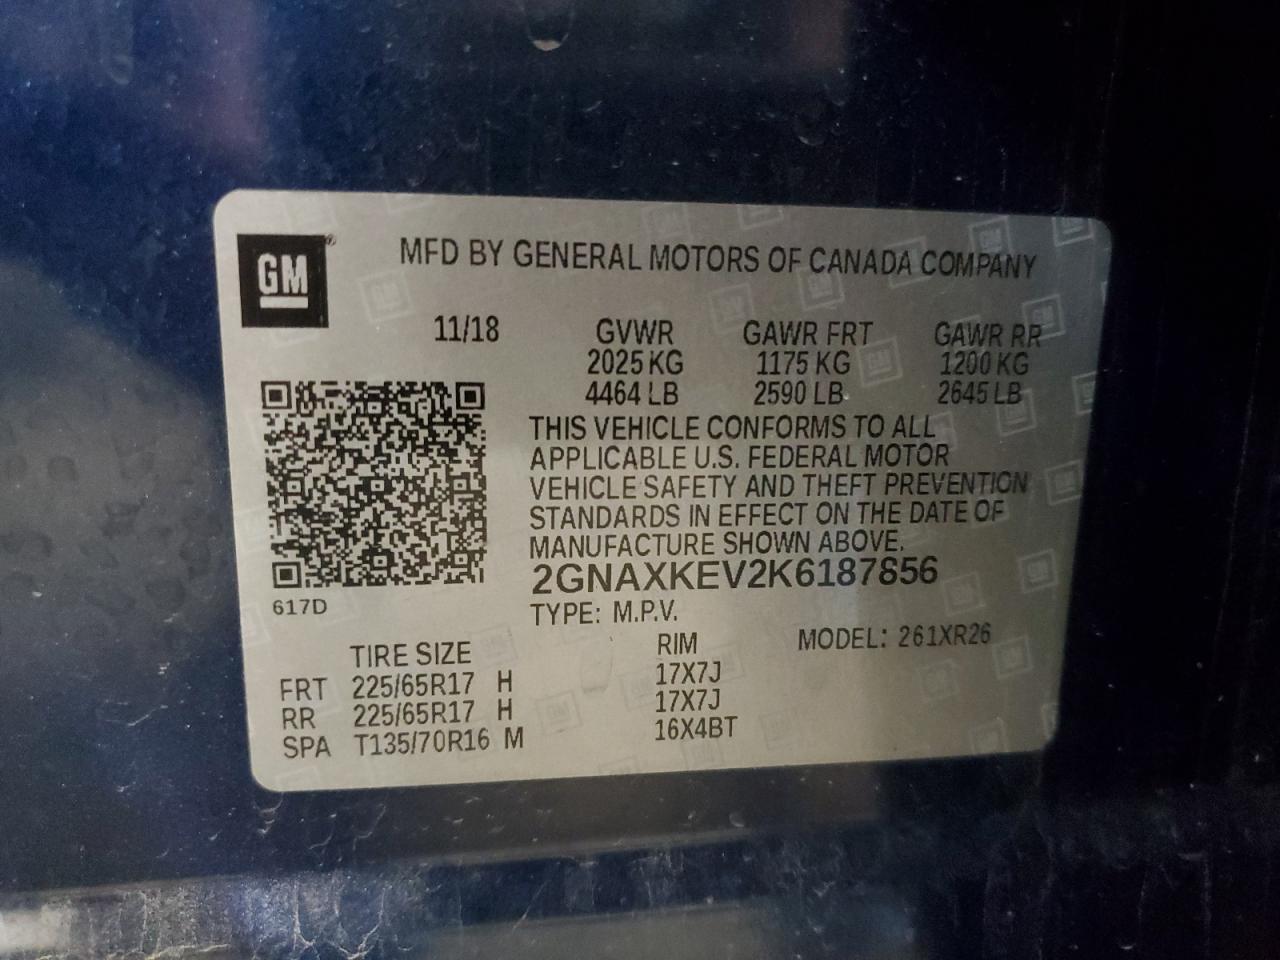 GM ®
MFD BY GENERAL MOTORS OF CANADA COMPANY
11/18 GVWR GAWR FRT GAWR RR
2025 KG 1175 KG 1200 KG
4464 LB 2590 LB 2645 LB
THIS VEHICLE CONFORMS TO ALL
APPLICABLE U.S. FEDERAL MOTOR
VEHICLE SAFETY AND THEFT PREVENTION
STANDARDS IN EFFECT ON THE DATE OF
MANUFACTURE SHOWN ABOVE.
2GNAXKEV2K6187856
617D
TYPE: M.P.V.
MODEL: 261XR26
TIRE SIZE RIM
FRT 225/65R17 H 17X7J
RR 225/65R17 H 17X7J
SPA T135/70R16 M 16X4BT